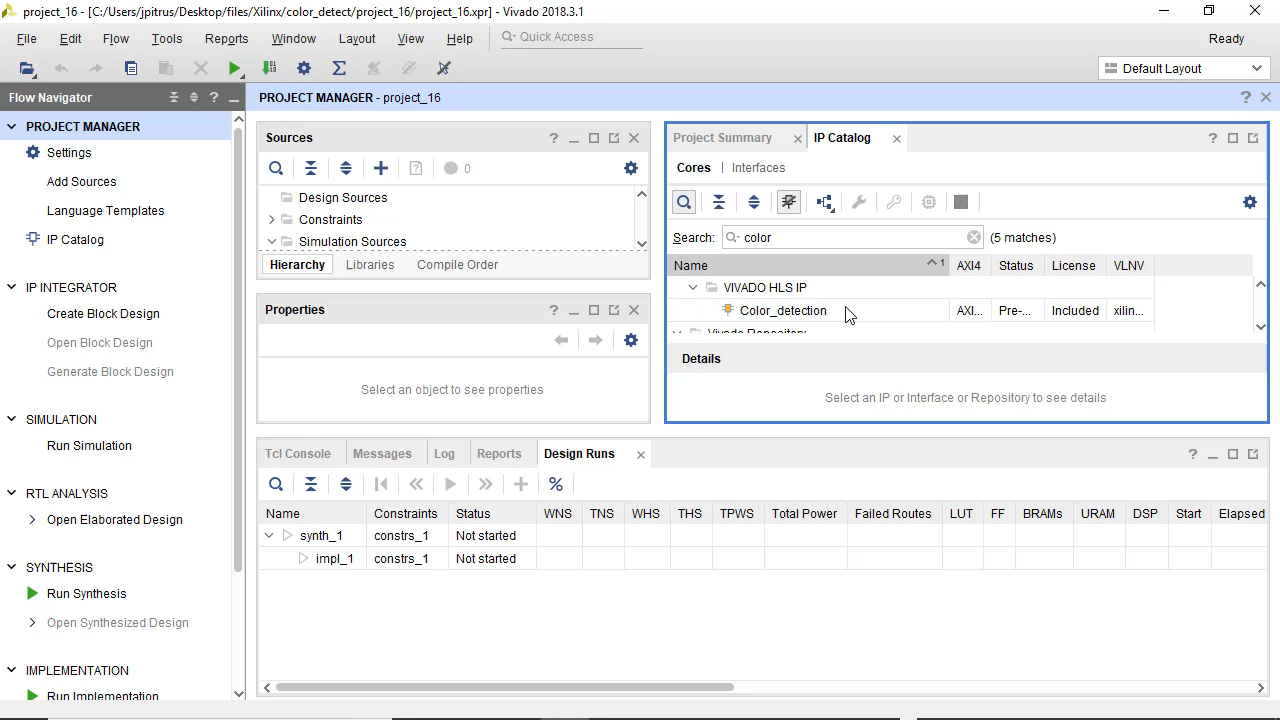 project_16 - [C:/Users/jpitrus/Desktop/files/Xilinx/color_detect/project_16/project_16.xpr] - Vivado 2018.3.1
File Edit Flow Tools Reports Window Layout View Help Quick Access Ready
Default Layout
Flow Navigator ?
PROJECT MANAGER - project_16 ?
PROJECT MANAGER
Settings
Add Sources
Language Templates
IP Catalog
IP INTEGRATOR
Create Block Design
Open Block Design
Generate Block Design
SIMULATION
Run Simulation
RTL ANALYSIS
Open Elaborated Design
SYNTHESIS
Run Synthesis
Open Synthesized Design
IMPLEMENTATION
Run Implementation
Sources ?
? 0
Design Sources
Constraints
Simulation Sources
Hierarchy Libraries Compile Order
Properties ?
Select an object to see properties
Project Summary IP Catalog ?
Cores | Interfaces
Search: color (5 matches)
Name 1 AXI4 Status License VLNV
VIVADO HLS IP
Color_detection AXI... Pre-... Included xilin...
Vivado Repository
Details
Select an IP or Interface or Repository to see details
Tcl Console Messages Log Reports Design Runs ?
%
Name Constraints Status WNS TNS WHS THS TPWS Total Power Failed Routes LUT FF BRAMs URAM DSP Start Elapsed
synth_1 constrs_1 Not started
impl_1 constrs_1 Not started